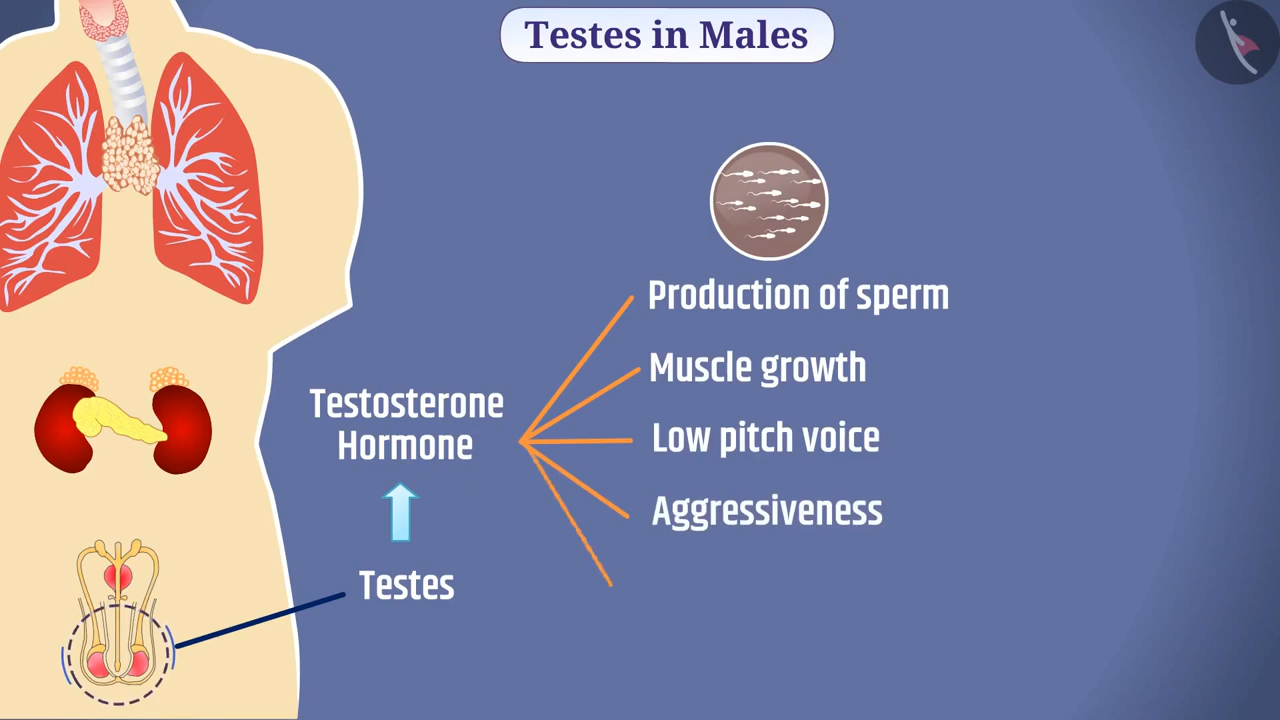 Testes in Males
Production of sperm
Muscle growth
Testosterone
Hormone
Low pitch voice
Aggressiveness
Testes